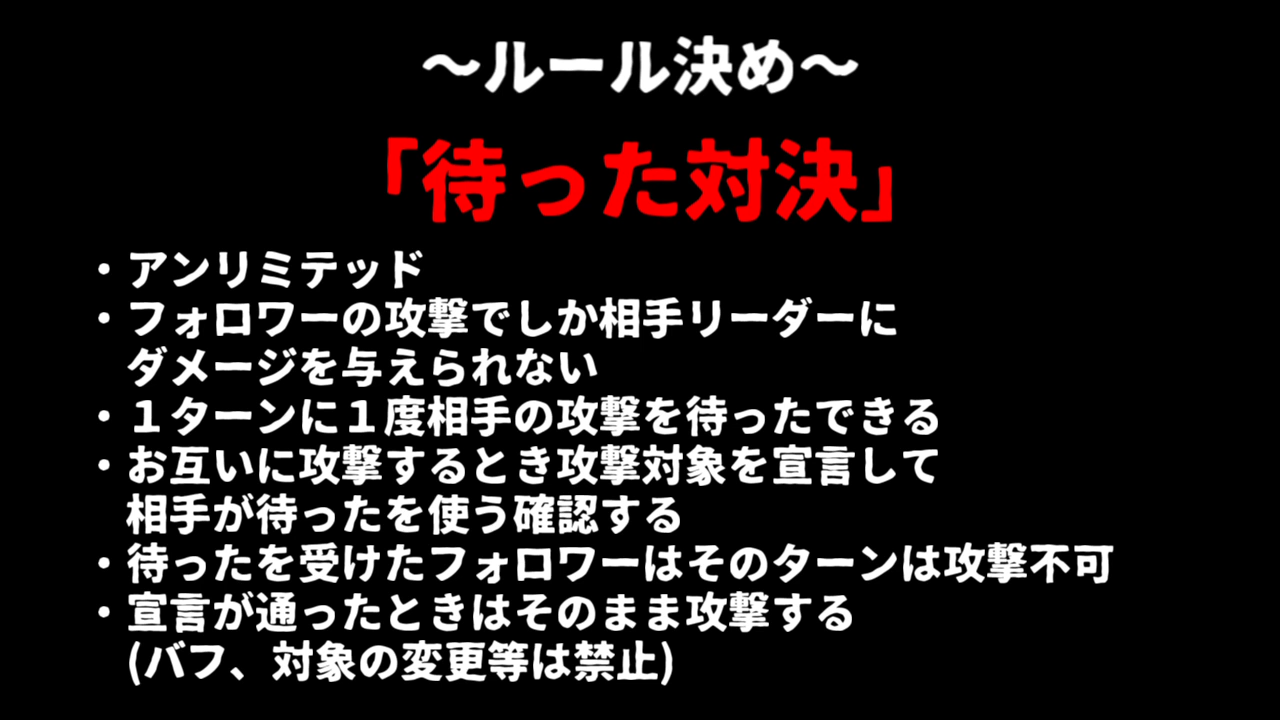 ～ルール決め～
「待った対決」
・アンリミテッド
・フォロワーの攻撃でしか相手リーダーに
ダメージを与えられない
・１ターンに１度相手の攻撃を待ったできる
・お互いに攻撃するとき攻撃対象を宣言して
相手が待ったを使う確認する
・待ったを受けたフォロワーはそのターンは攻撃不可
・宣言が通ったときはそのまま攻撃する
(バフ、対象の変更等は禁止)